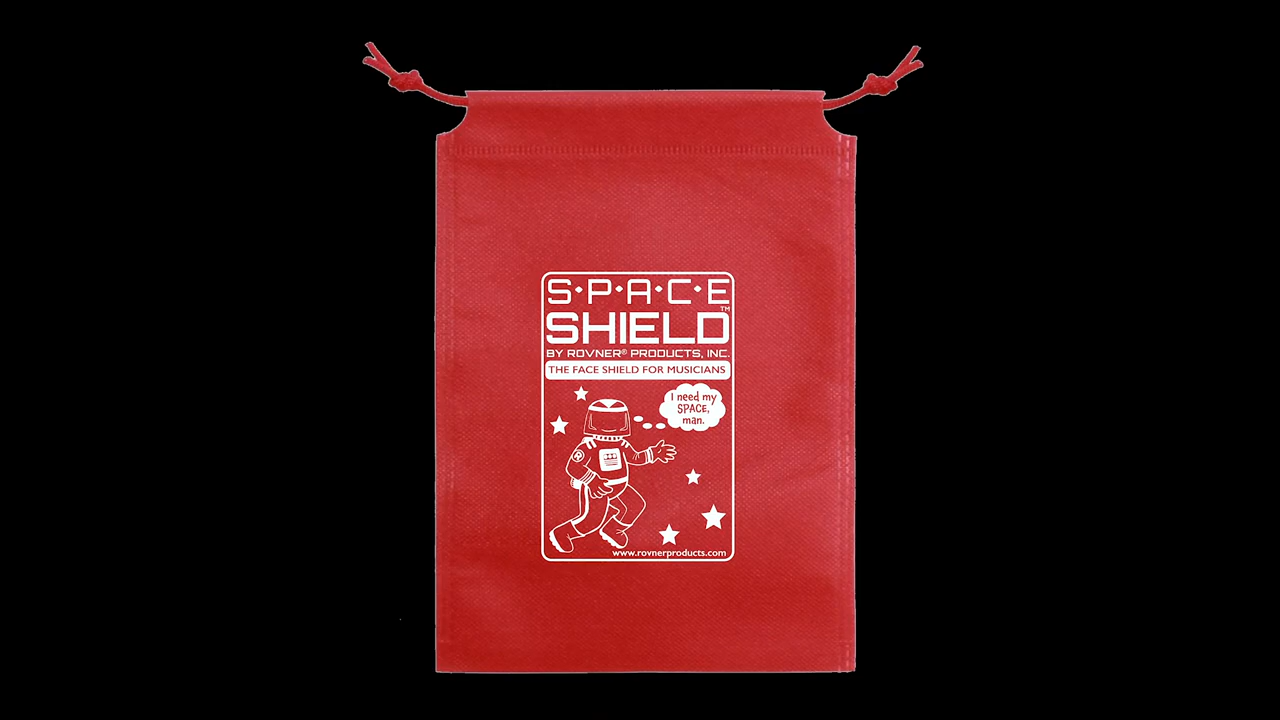 S·P·A·C·E
SHIELD™
BY ROVNER® PRODUCTS, INC.
THE FACE SHIELD FOR MUSICIANS
I need my
SPACE,
man.
R
www.rovnerproducts.com